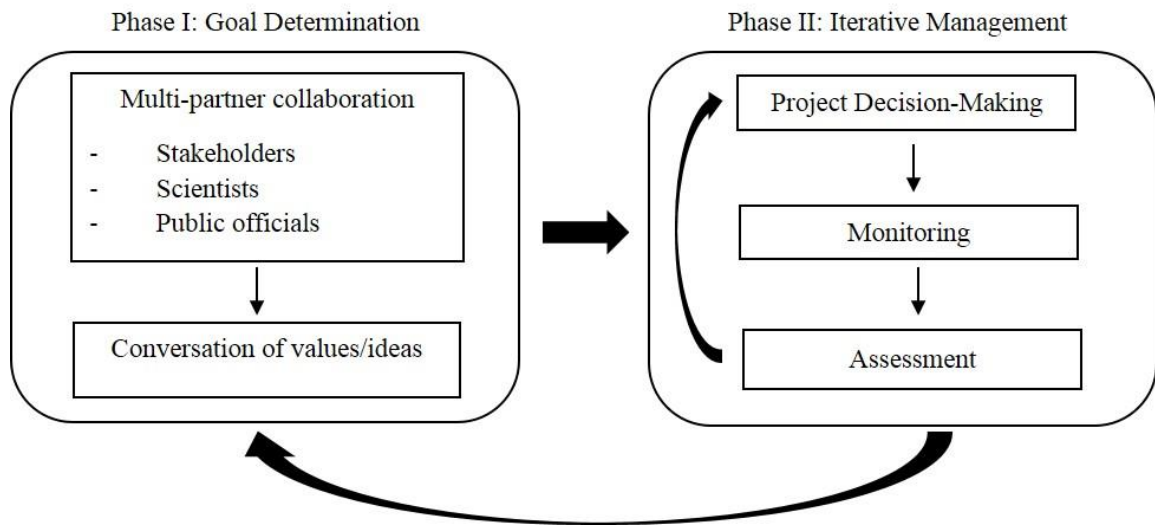 Phase I: Goal Determination
Multi-partner collaboration
- Stakeholders
- Scientists
- Public officials
Conversation of values/ideas
Phase II: Iterative Management
Project Decision-Making
Monitoring
Assessment